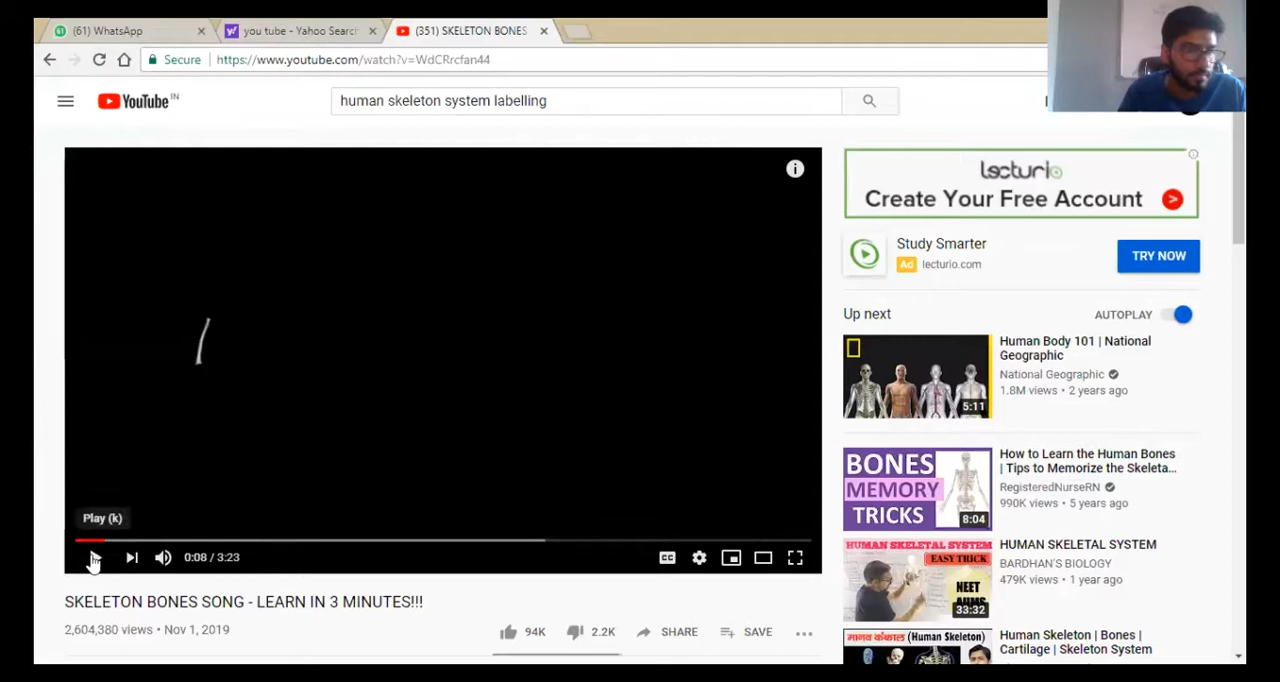 (61) WhatsApp
you tube - Yahoo Searc
(351) SKELETON BONES
Secure
https://www.youtube.com/watch?v=WdCRrcfan44
YouTube IN
human skeleton system labelling
lecturio
Create Your Free Account
Study Smarter
Ad lecturio.com
TRY NOW
Up next
AUTOPLAY
Human Body 101 | National
Geographic
National Geographic
1.8M views • 2 years ago
5:11
BONES
MEMORY
TRICKS
8:04
How to Learn the Human Bones
| Tips to Memorize the Skeleta...
RegisteredNurseRN
990K views • 5 years ago
HUMAN SKELETAL SYSTEM
EASY TRICK
NEET
33:32
HUMAN SKELETAL SYSTEM
BARDHAN'S BIOLOGY
479K views • 1 year ago
मानव कंकाल (Human Skeleton)
Human Skeleton | Bones |
Cartilage | Skeleton System
Play (k)
0:08 / 3:23
CC
SKELETON BONES SONG - LEARN IN 3 MINUTES!!!
2,604,380 views • Nov 1, 2019
94K
2.2K
SHARE
SAVE